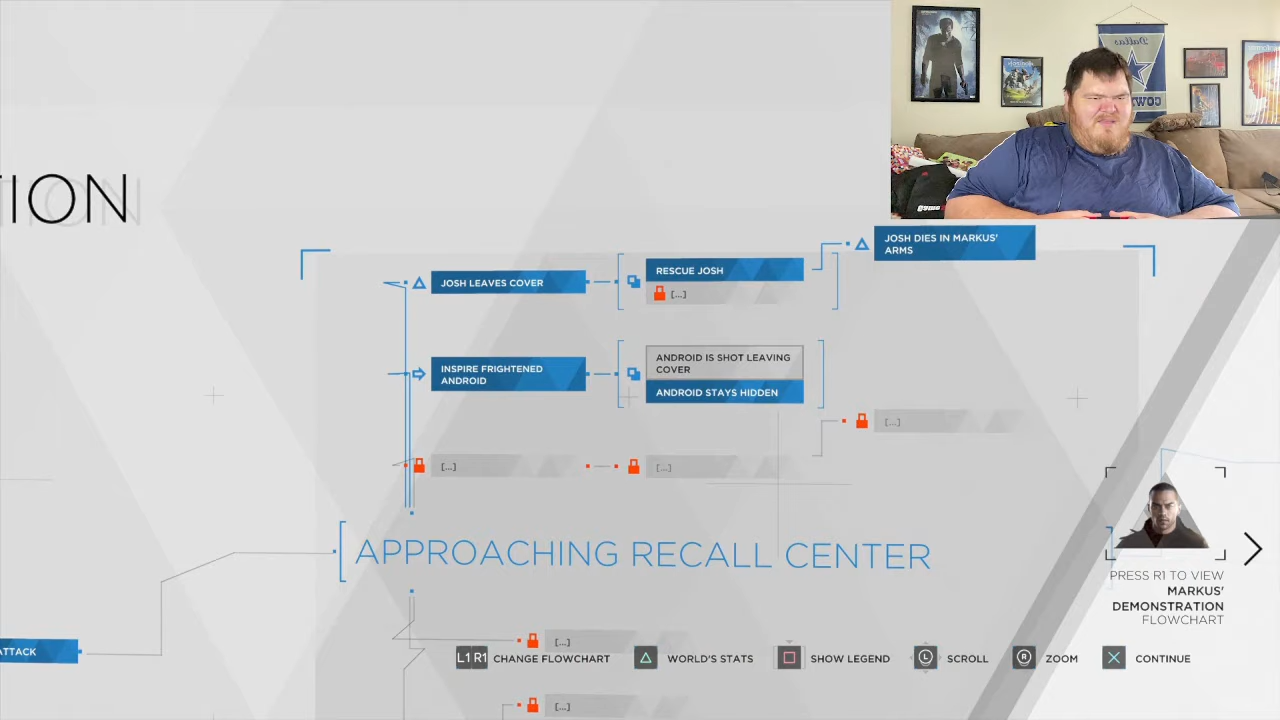 TION
JOSH LEAVES COVER
RESCUE JOSH
[...]
JOSH DIES IN MARKUS'
ARMS
INSPIRE FRIGHTENED
ANDROID
ANDROID IS SHOT LEAVING
COVER
ANDROID STAYS HIDDEN
[...]
[...]
[...]
APPROACHING RECALL CENTER
ATTACK
[...]
[...]
PRESS R1 TO VIEW
MARKUS'
DEMONSTRATION
FLOWCHART
L1 R1 CHANGE FLOWCHART
WORLD'S STATS
SHOW LEGEND
L SCROLL
R ZOOM
CONTINUE
Dallas
COWB